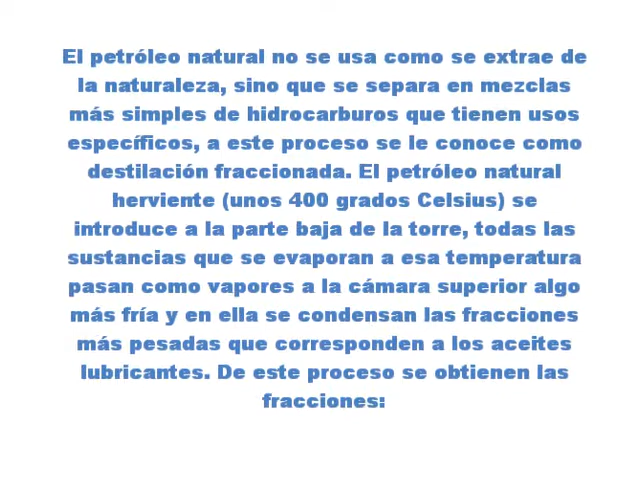 El petróleo natural no se usa como se extrae de
la naturaleza, sino que se separa en mezclas
más simples de hidrocarburos que tienen usos
específicos, a este proceso se le conoce como
destilación fraccionada. El petróleo natural
herviente (unos 400 grados Celsius) se
introduce a la parte baja de la torre, todas las
sustancias que se evaporan a esa temperatura
pasan como vapores a la cámara superior algo
más fría y en ella se condensan las fracciones
más pesadas que corresponden a los aceites
lubricantes. De este proceso se obtienen las
fracciones: